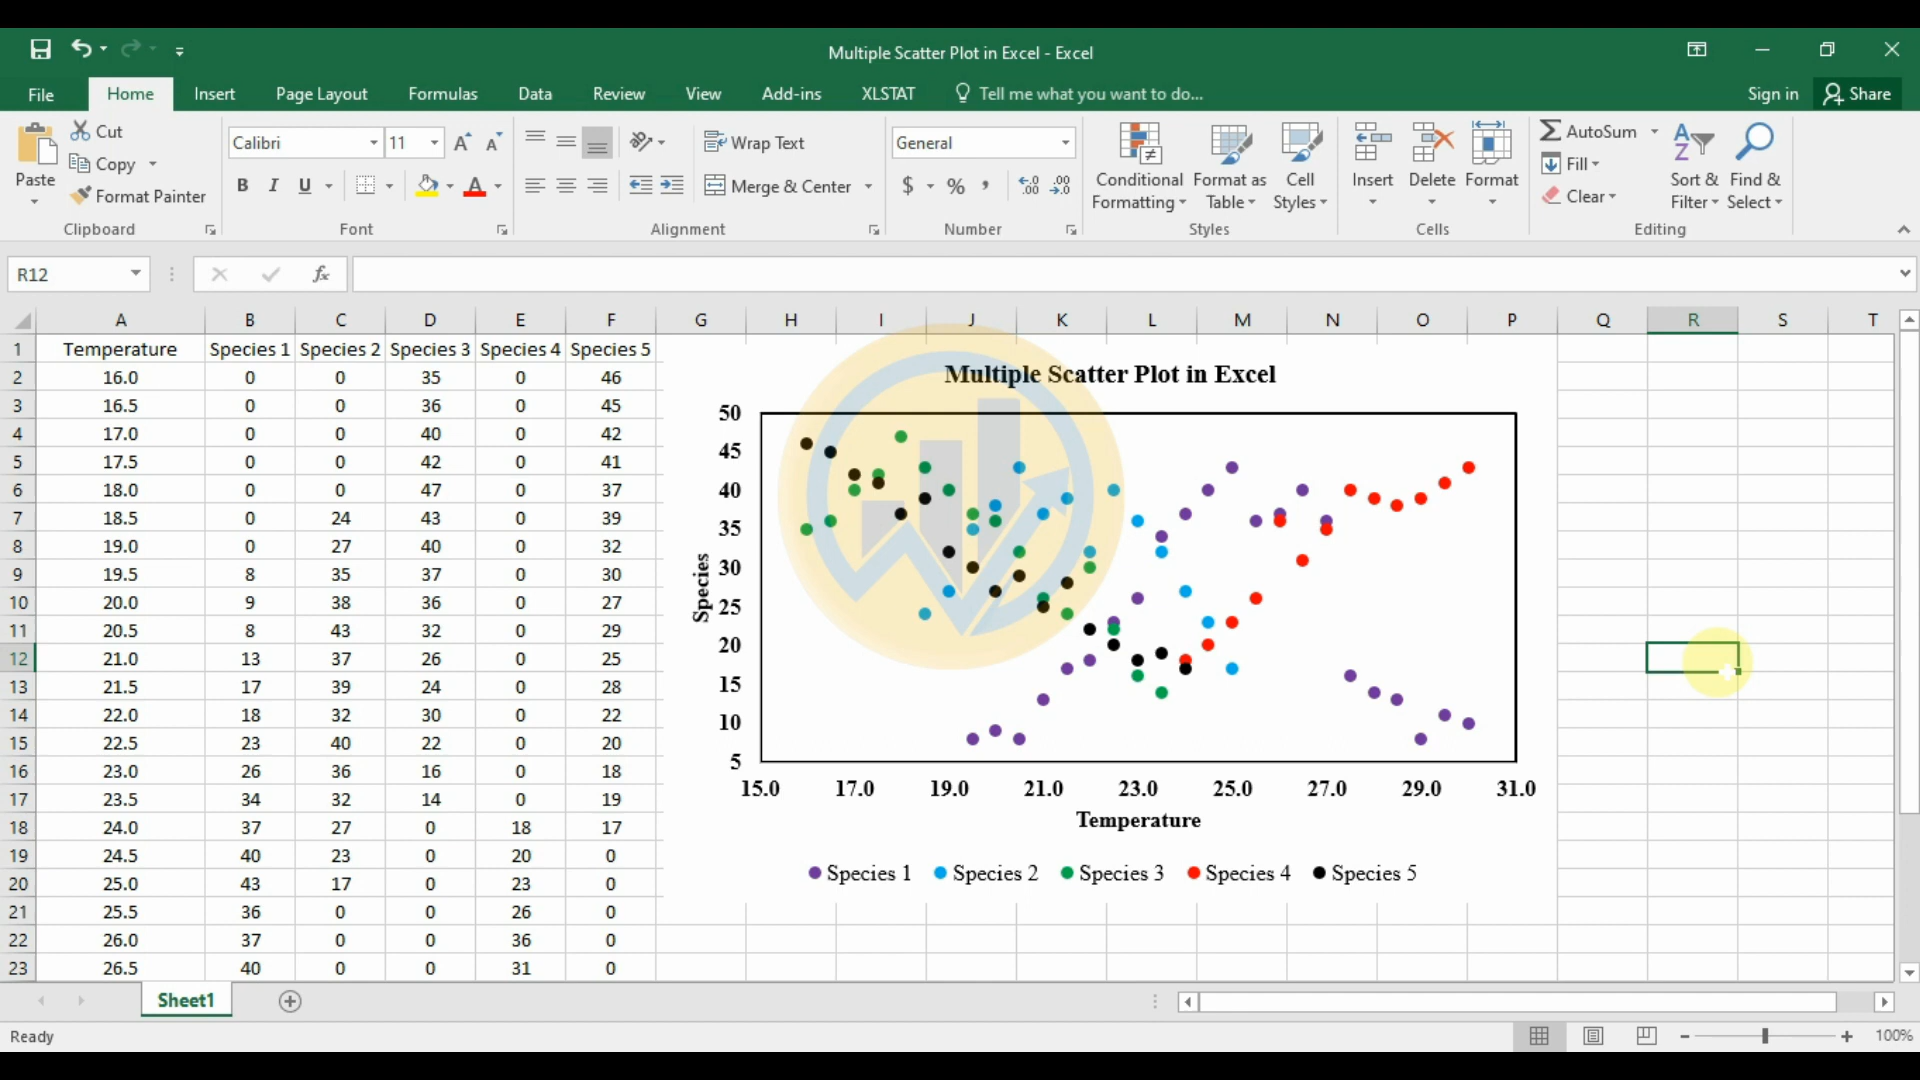 Multiple Scatter Plot in Excel - Excel
File Home Insert Page Layout Formulas Data Review View Add-ins XLSTAT Tell me what you want to do... Sign in Share
Paste Cut Copy Format Painter Clipboard
Calibri 11 B I U A Font
Wrap Text Merge & Center Alignment
General $ % , Number
Conditional Formatting Format as Table Cell Styles Styles
Insert Delete Format Cells
AutoSum Fill Clear Sort & Filter Find & Select Editing
R12 fx
A B C D E F G H I J K L M N O P Q R S T
1 Temperature Species 1 Species 2 Species 3 Species 4 Species 5
2 16.0 0 0 35 0 46
3 16.5 0 0 36 0 45
4 17.0 0 0 40 0 42
5 17.5 0 0 42 0 41
6 18.0 0 0 47 0 37
7 18.5 0 24 43 0 39
8 19.0 0 27 40 0 32
9 19.5 8 35 37 0 30
10 20.0 9 38 36 0 27
11 20.5 8 43 32 0 29
12 21.0 13 37 26 0 25
13 21.5 17 39 24 0 28
14 22.0 18 32 30 0 22
15 22.5 23 40 22 0 20
16 23.0 26 36 16 0 18
17 23.5 34 32 14 0 19
18 24.0 37 27 0 18 17
19 24.5 40 23 0 20 0
20 25.0 43 17 0 23 0
21 25.5 36 0 0 26 0
22 26.0 37 0 0 36 0
23 26.5 40 0 0 31 0
Multiple Scatter Plot in Excel
50
45
40
35
30
25
20
15
10
5
Species
15.0 17.0 19.0 21.0 23.0 25.0 27.0 29.0 31.0
Temperature
Species 1 Species 2 Species 3 Species 4 Species 5
Sheet1
Ready 100%